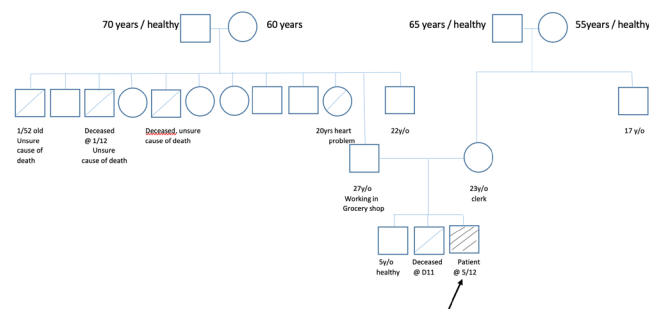 70 years / healthy
60 years
65 years / healthy
55years / healthy
1/52 old
Unsure
cause of
death
Deceased
@ 1/12
Unsure
cause of death
Deceased, unsure
cause of death
20yrs heart
problem
22y/o
17 y/o
27y/o
Working in
Grocery shop
23y/o
clerk
5y/o
healthy
Deceased
@ D11
Patient
@ 5/12